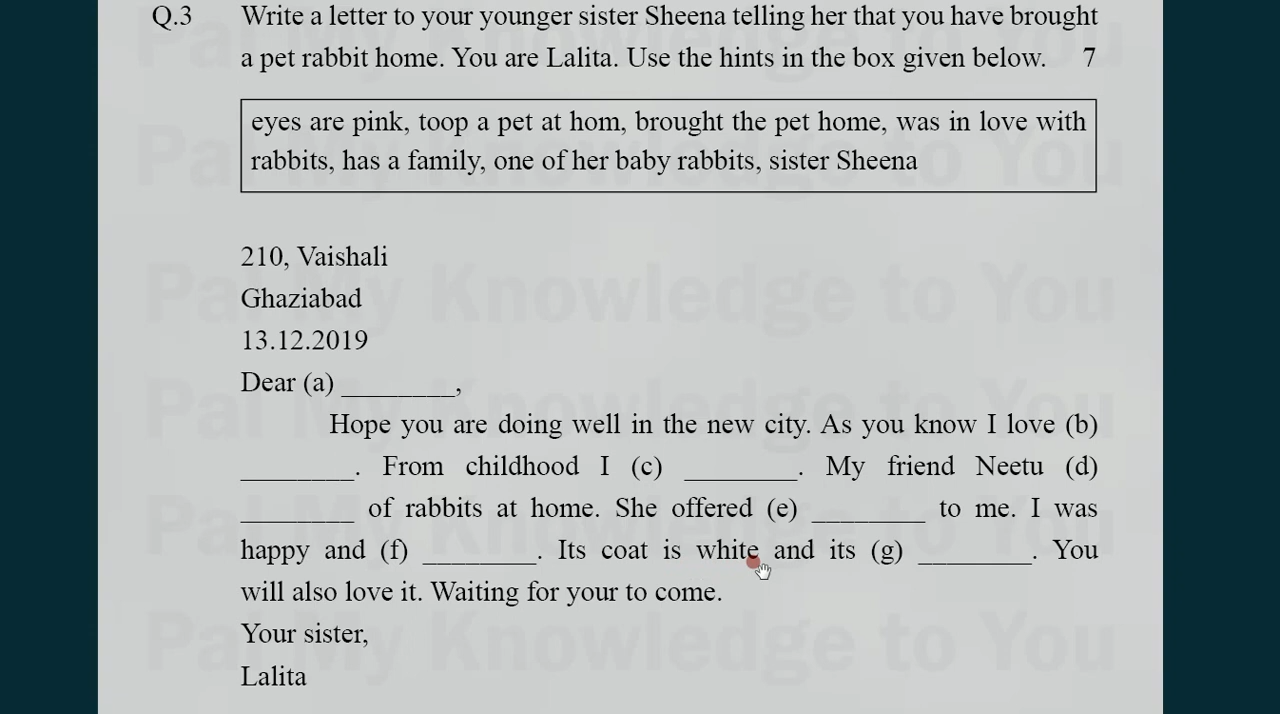 Q.3 Write a letter to your younger sister Sheena telling her that you have brought
a pet rabbit home. You are Lalita. Use the hints in the box given below. 7
eyes are pink, toop a pet at hom, brought the pet home, was in love with
rabbits, has a family, one of her baby rabbits, sister Sheena
210, Vaishali
Ghaziabad
13.12.2019
Dear (a) ________,
Hope you are doing well in the new city. As you know I love (b)
________. From childhood I (c) ________. My friend Neetu (d)
________ of rabbits at home. She offered (e) ________ to me. I was
happy and (f) ________. Its coat is white and its (g) ________. You
will also love it. Waiting for your to come.
Your sister,
Lalita
Pal My Knowledge to You